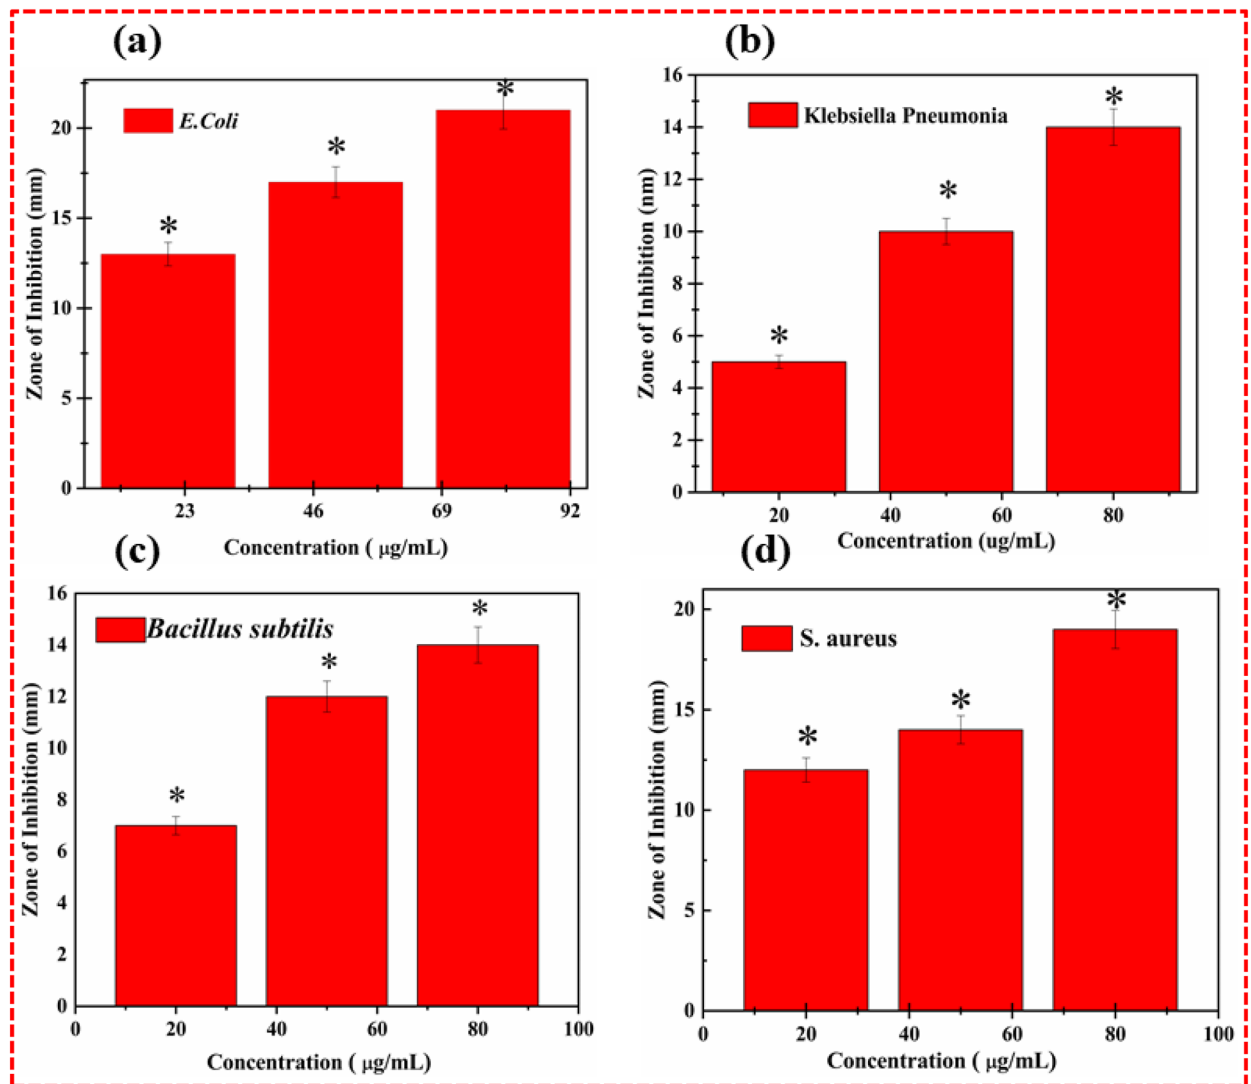 (a)
*
*
*
E.Coli
20
15
10
5
0
Zone of Inhibition (mm)
23 46 69 92
Concentration ( μg/mL)
(b)
*
*
*
Klebsiella Pneumonia
16
14
12
10
8
6
4
2
0
Zone of Inhibition (nm)
20 40 60 80
Concentration (ug/mL)
(c)
*
*
*
Bacillus subtilis
16
14
12
10
8
6
4
2
0
Zone of Inhibition (mm)
0 20 40 60 80 100
Concentration ( μg/mL)
(d)
*
*
*
S. aureus
20
15
10
5
0
Zone of Inhibition (mm)
0 20 40 60 80 100
Concentration ( μg/mL)